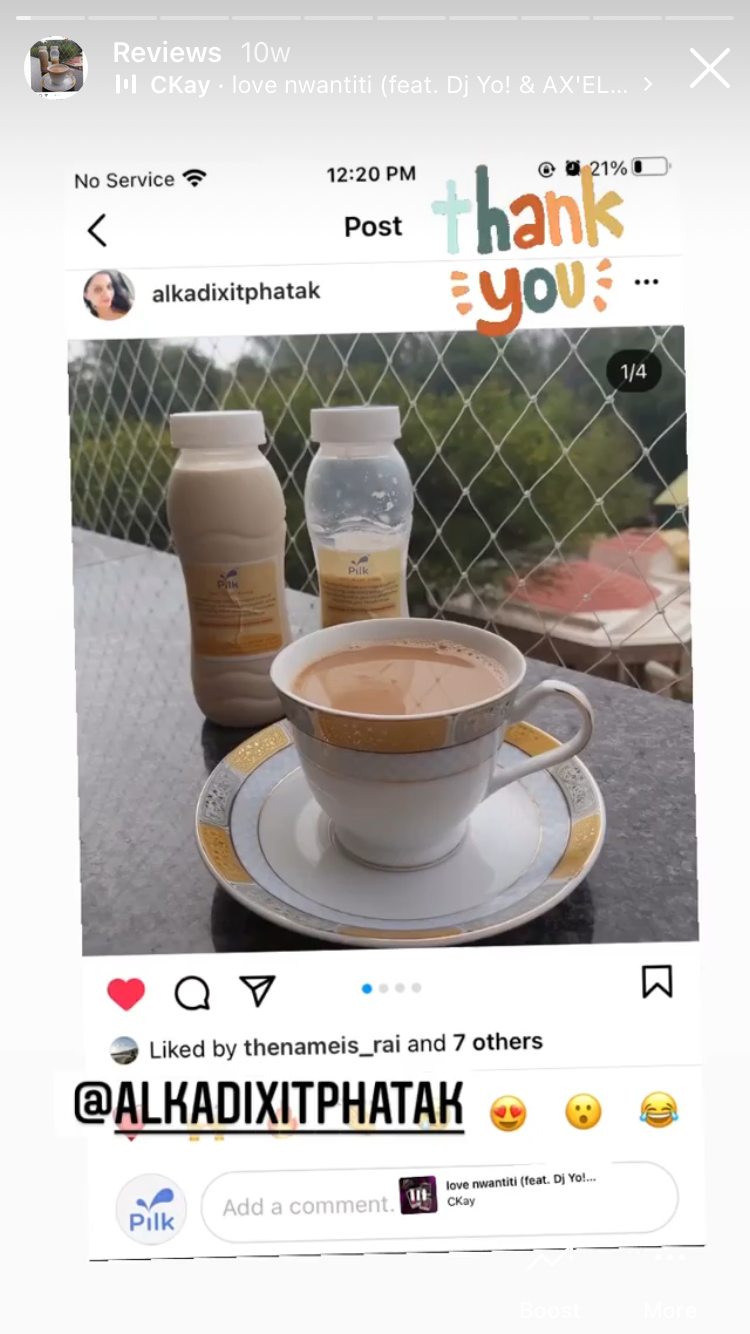 Reviews 10w
CKay · love nwantiti (feat. Dj Yo! & AX'EL... >
No Service 12:20 PM 21%
Post
thank
you
alkadixitphatak
1/4
Pilk
Pilk
Liked by thenameis_rai and 7 others
@ALKADIXITPHATAK
Pilk
Add a comment.
love nwantiti (feat. Dj Yo!...
CKay
Boost More